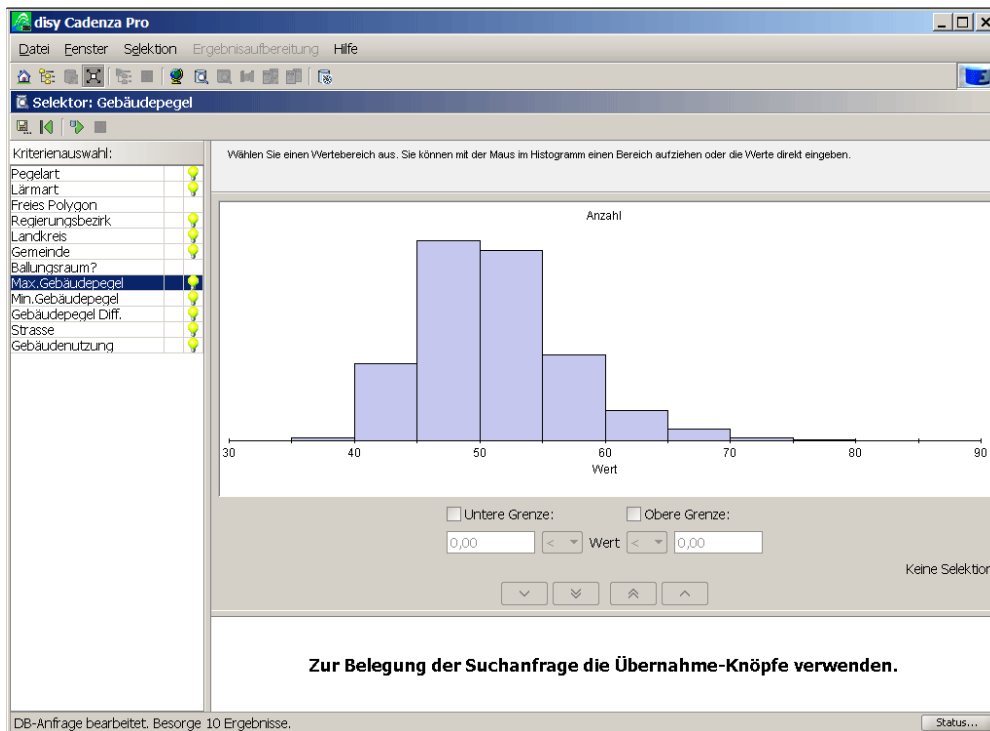 disy Cadenza Pro
Datei Fenster Selektion Ergebnisaufbereitung Hilfe
Selektor: Gebäudepegel
Kriterienauswahl:
Wählen Sie einen Wertebereich aus. Sie können mit der Maus im Histogramm einen Bereich aufziehen oder die Werte direkt eingeben.
Pegelart
Lärmart
Freies Polygon
Regierungsbezirk
Landkreis
Gemeinde
Ballungsraum?
Max.Gebäudepegel
Min.Gebäudepegel
Gebäudepegel Diff.
Strasse
Gebäudenutzung
Anzahl
30 40 50 60 70 80 90
Wert
Untere Grenze: Obere Grenze:
0,00 < Wert < 0,00
Keine Selektion
Zur Belegung der Suchanfrage die Übernahme-Knöpfe verwenden.
DB-Anfrage bearbeitet. Besorge 10 Ergebnisse. Status...